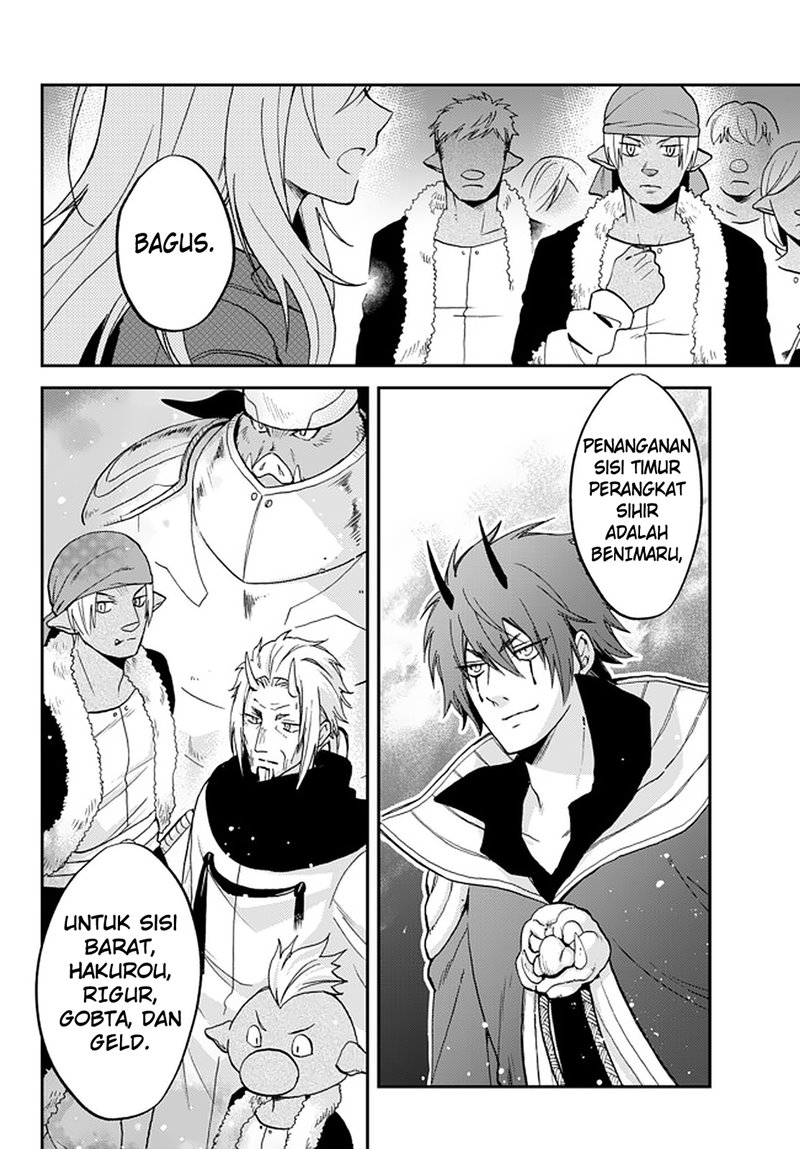 BAGUS.
PENANGANAN
SISI TIMUR
PERANGKAT
SIHIR
ADALAH
BENIMARU,
UNTUK SISI
BARAT,
HAKUROU,
RIGUR,
GOBTA, DAN
GELD.